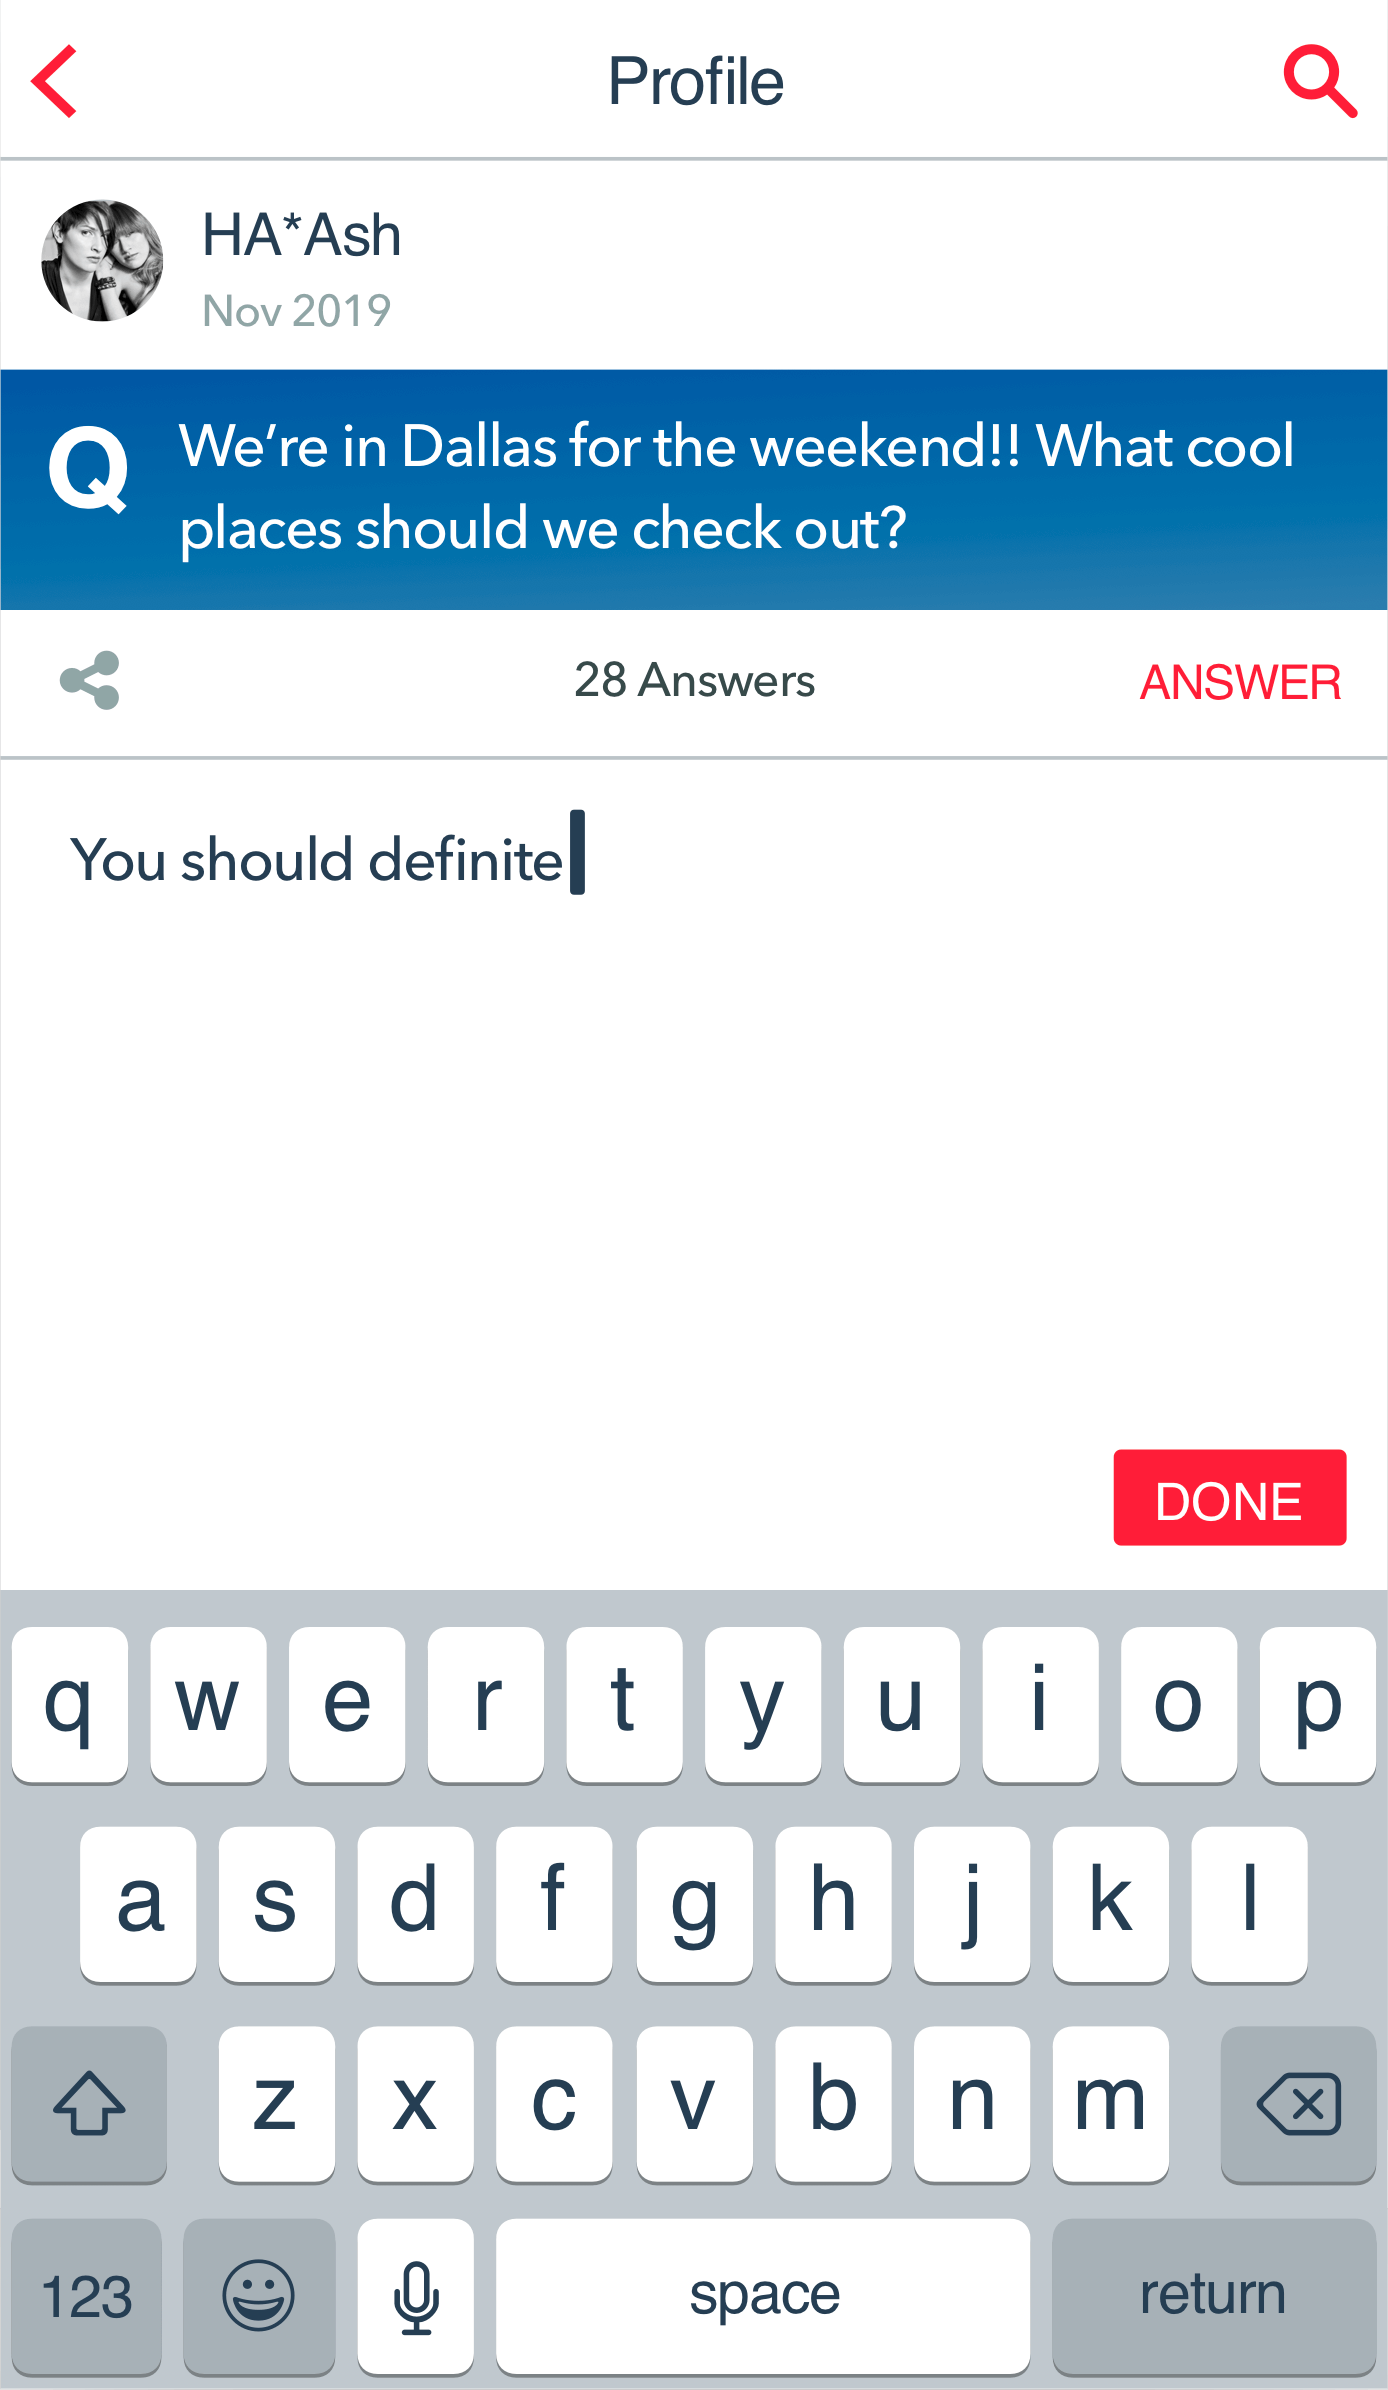 Profile
HA*Ash
Nov 2019
Q We’re in Dallas for the weekend!! What cool
places should we check out?
28 Answers ANSWER
You should definite
DONE
q w e r t y u i o p
a s d f g h j k l
z x c v b n m
123 space return